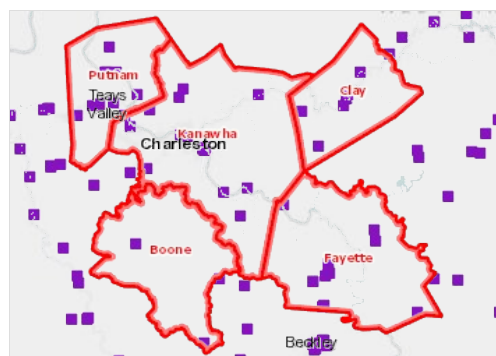 Putnam
Teays
Valley
Clay
Kanawha
Charleston
Boone
Fayette
Beckley